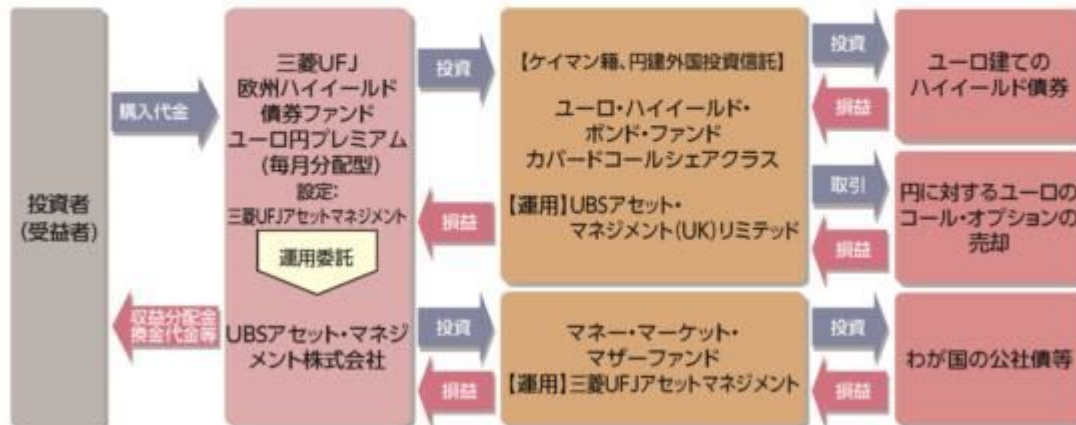 投資者
(受益者)
購入代金
収益分配金
換金代金等
三菱UFJ
欧州ハイイールド
債券ファンド
ユーロ円プレミアム
(毎月分配型)
設定:
三菱UFJアセットマネジメント
運用委託
UBSアセット・マネジ
メント株式会社
投資
損益
投資
損益
【ケイマン籍、円建外国投資信託】
ユーロ・ハイイールド・
ボンド・ファンド
カバードコールシェアクラス
【運用】UBSアセット・
マネジメント(UK)リミテッド
マネー・マーケット・
マザーファンド
【運用】三菱UFJアセットマネジメント
投資
損益
取引
損益
投資
損益
ユーロ建ての
ハイイールド債券
円に対するユーロの
コール・オプションの
売却
わが国の公社債等